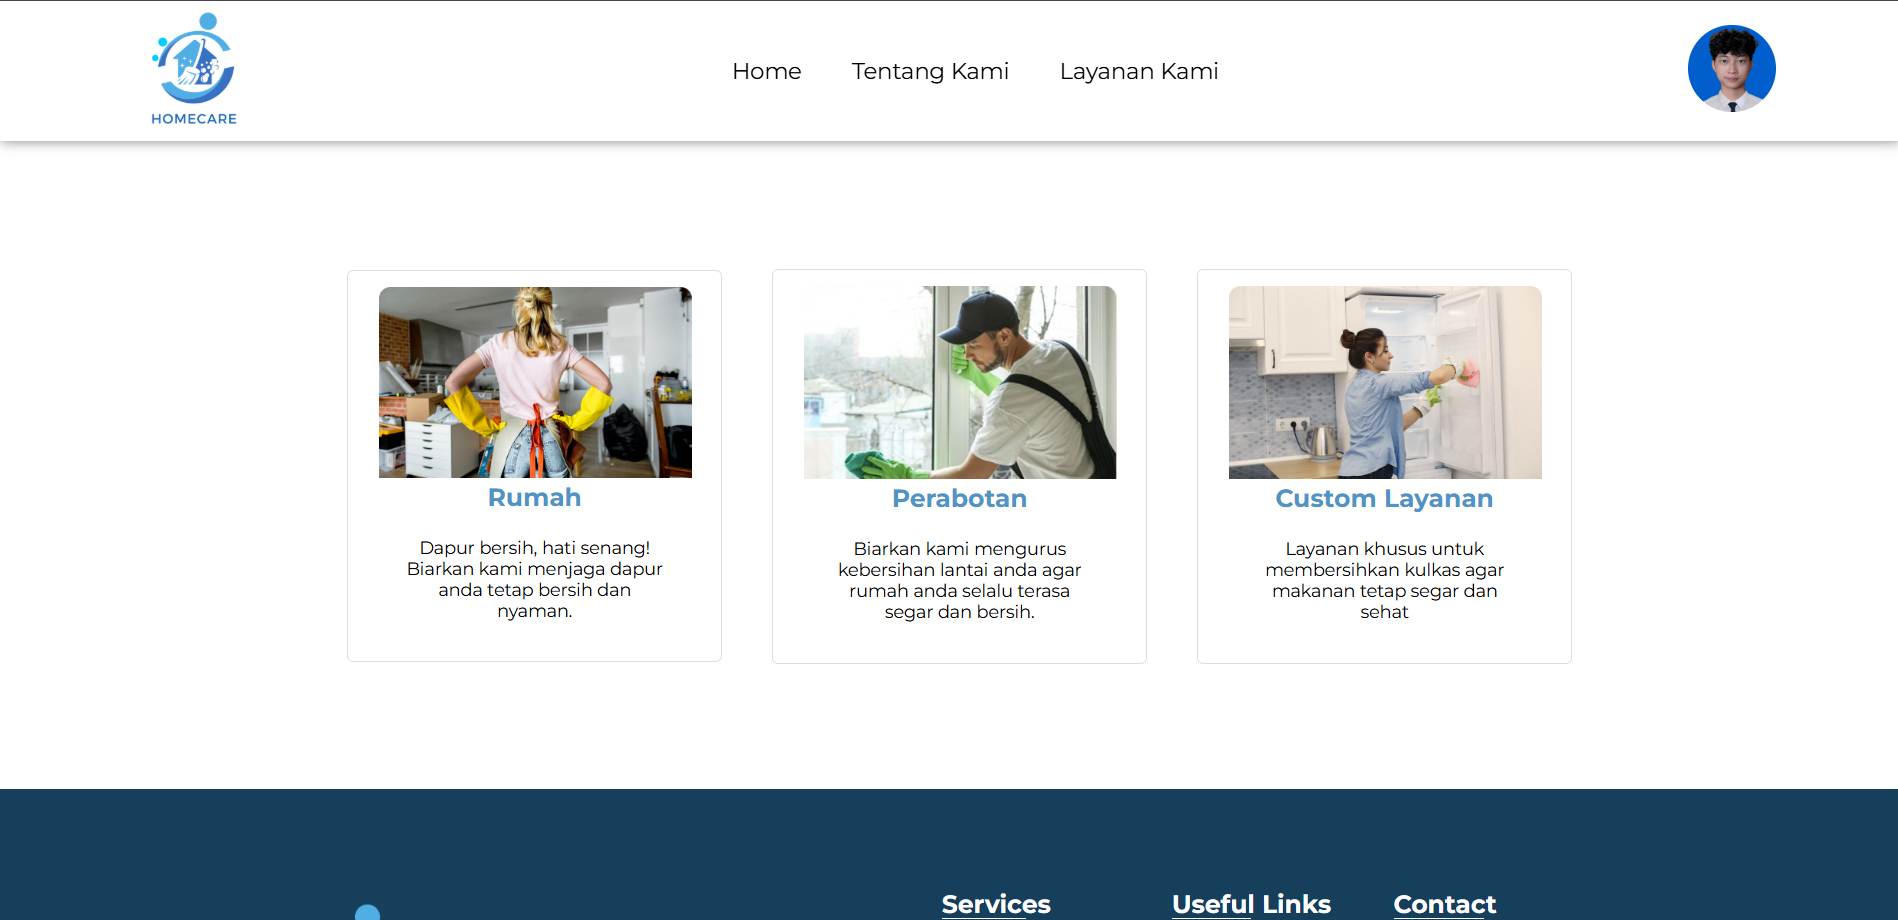 HOMECARE
Home
Tentang Kami
Layanan Kami
Rumah
Dapur bersih, hati senang!
Biarkan kami menjaga dapur
anda tetap bersih dan
nyaman.
Perabotan
Biarkan kami mengurus
kebersihan lantai anda agar
rumah anda selalu terasa
segar dan bersih.
Custom Layanan
Layanan khusus untuk
membersihkan kulkas agar
makanan tetap segar dan
sehat
Services
Useful Links
Contact